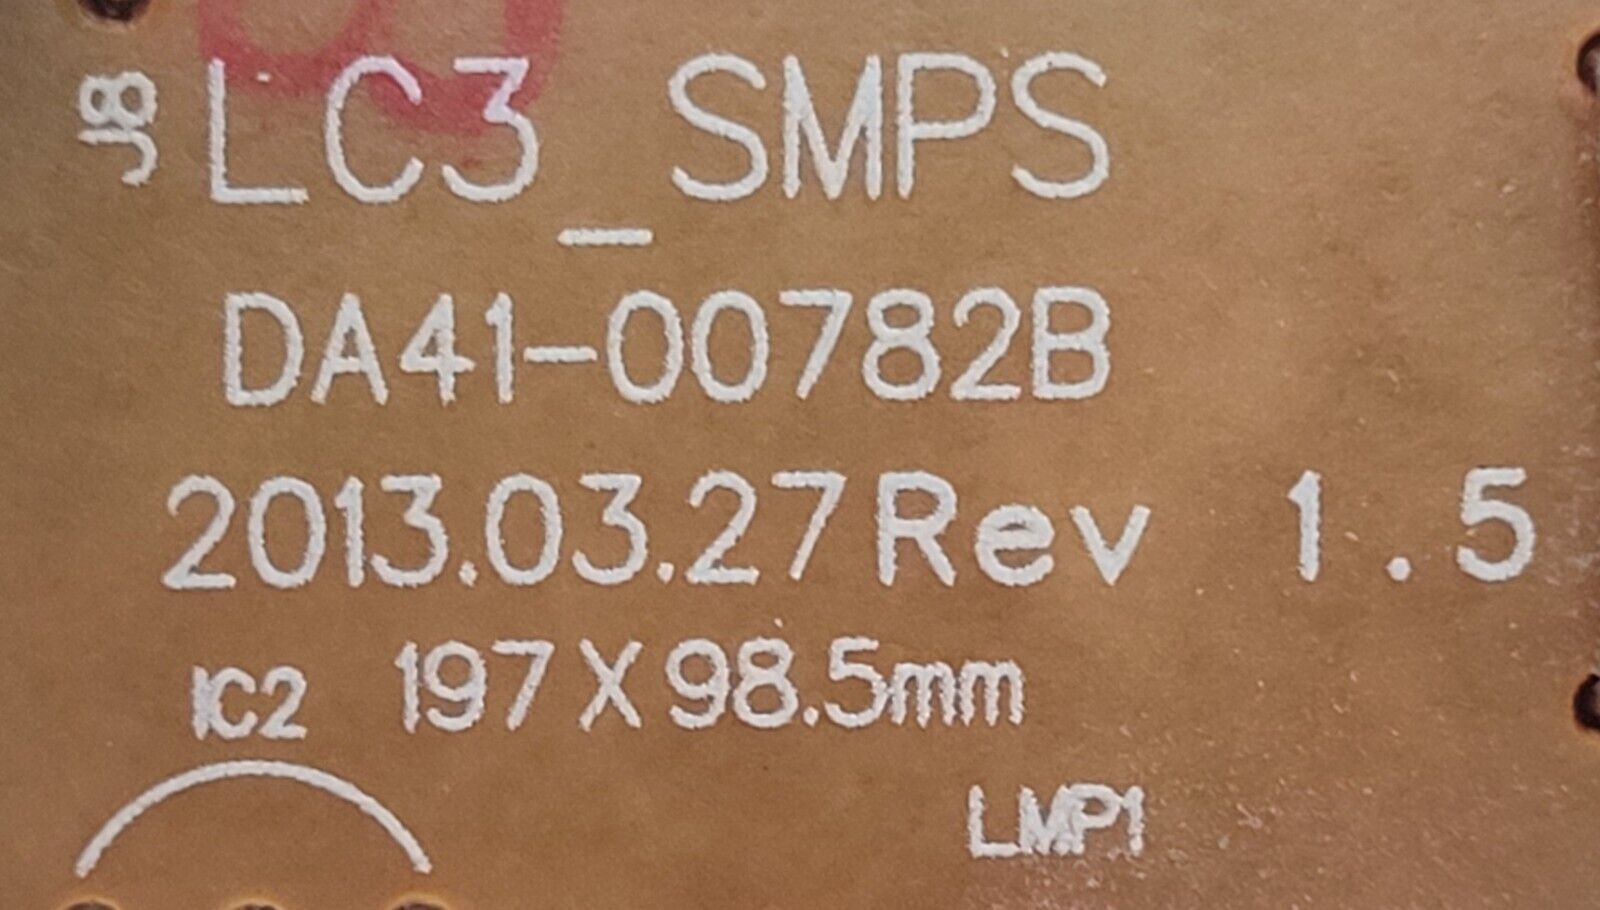 J8
LC3_SMPS
DA41-00782B
2013.03.27 Rev 1.5
197 X 98.5mm
IC2
LMP1